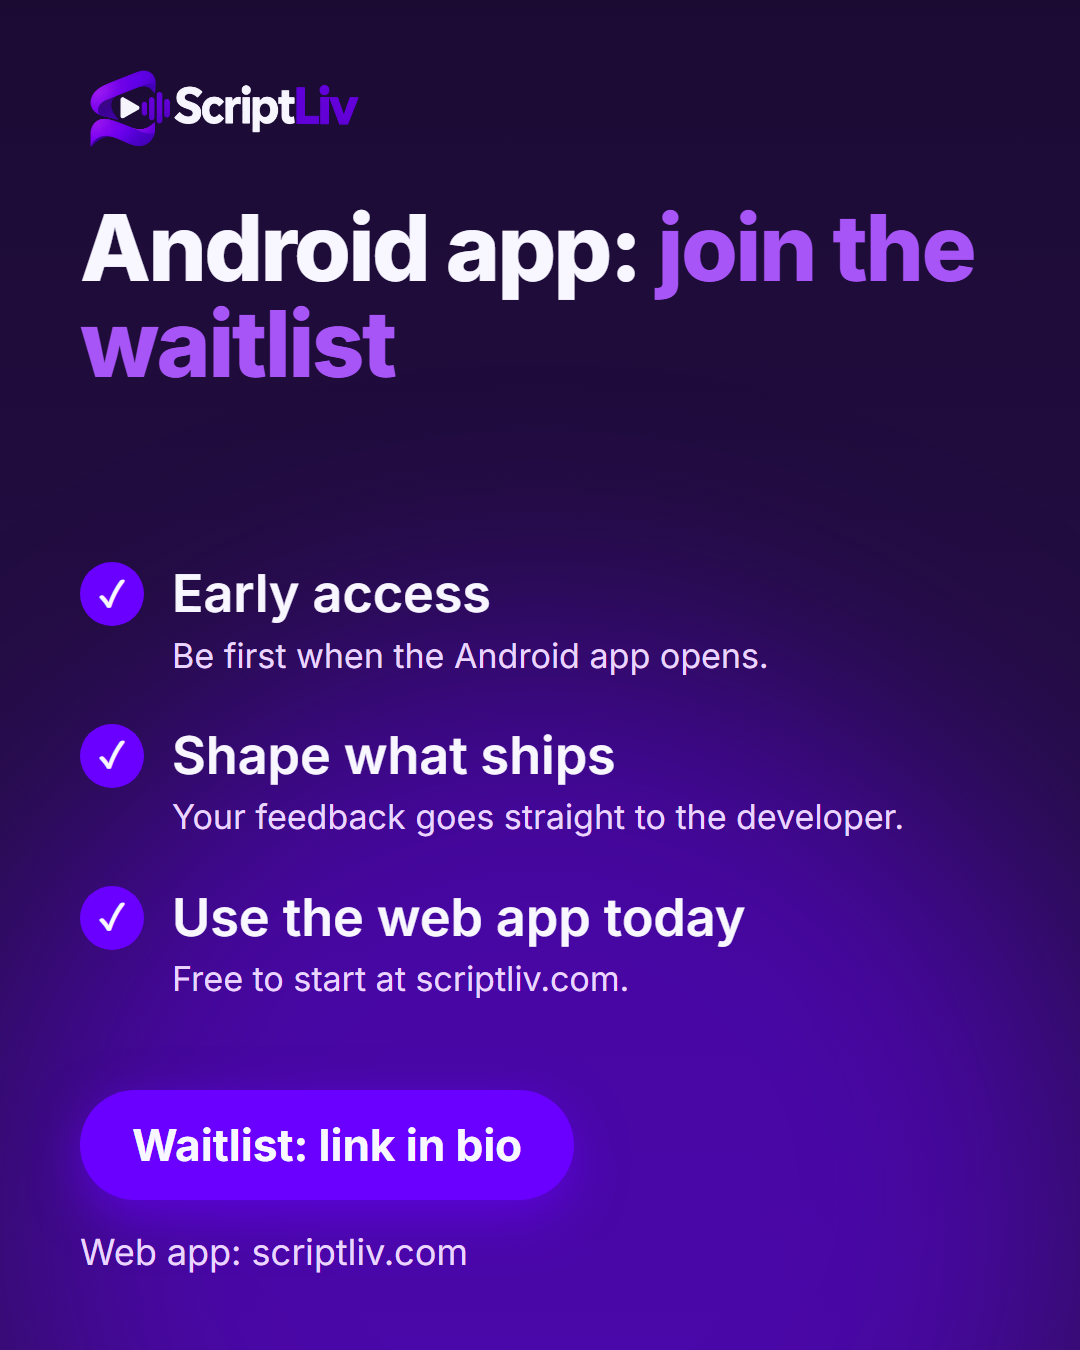 ScriptLiv
Android app: join the
waitlist
✓ Early access
Be first when the Android app opens.
✓ Shape what ships
Your feedback goes straight to the developer.
✓ Use the web app today
Free to start at scriptliv.com.
Waitlist: link in bio
Web app: scriptliv.com